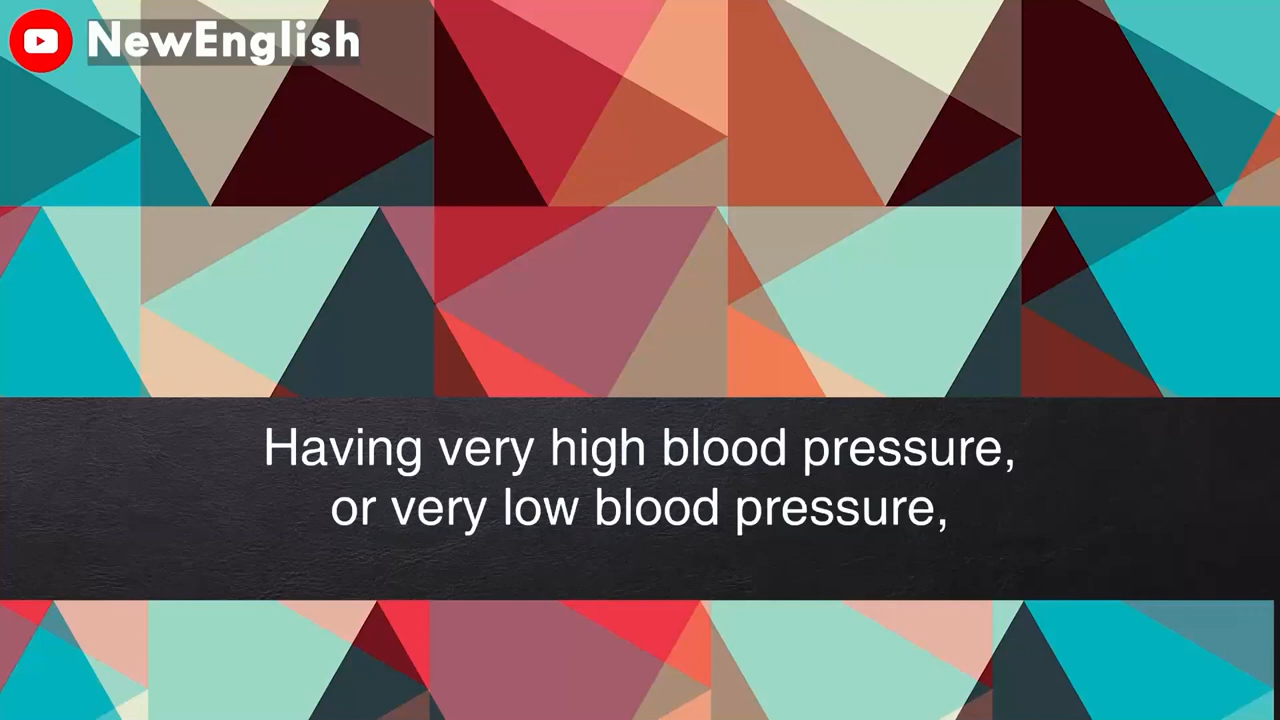 NewEnglish
Having very high blood pressure,
or very low blood pressure,